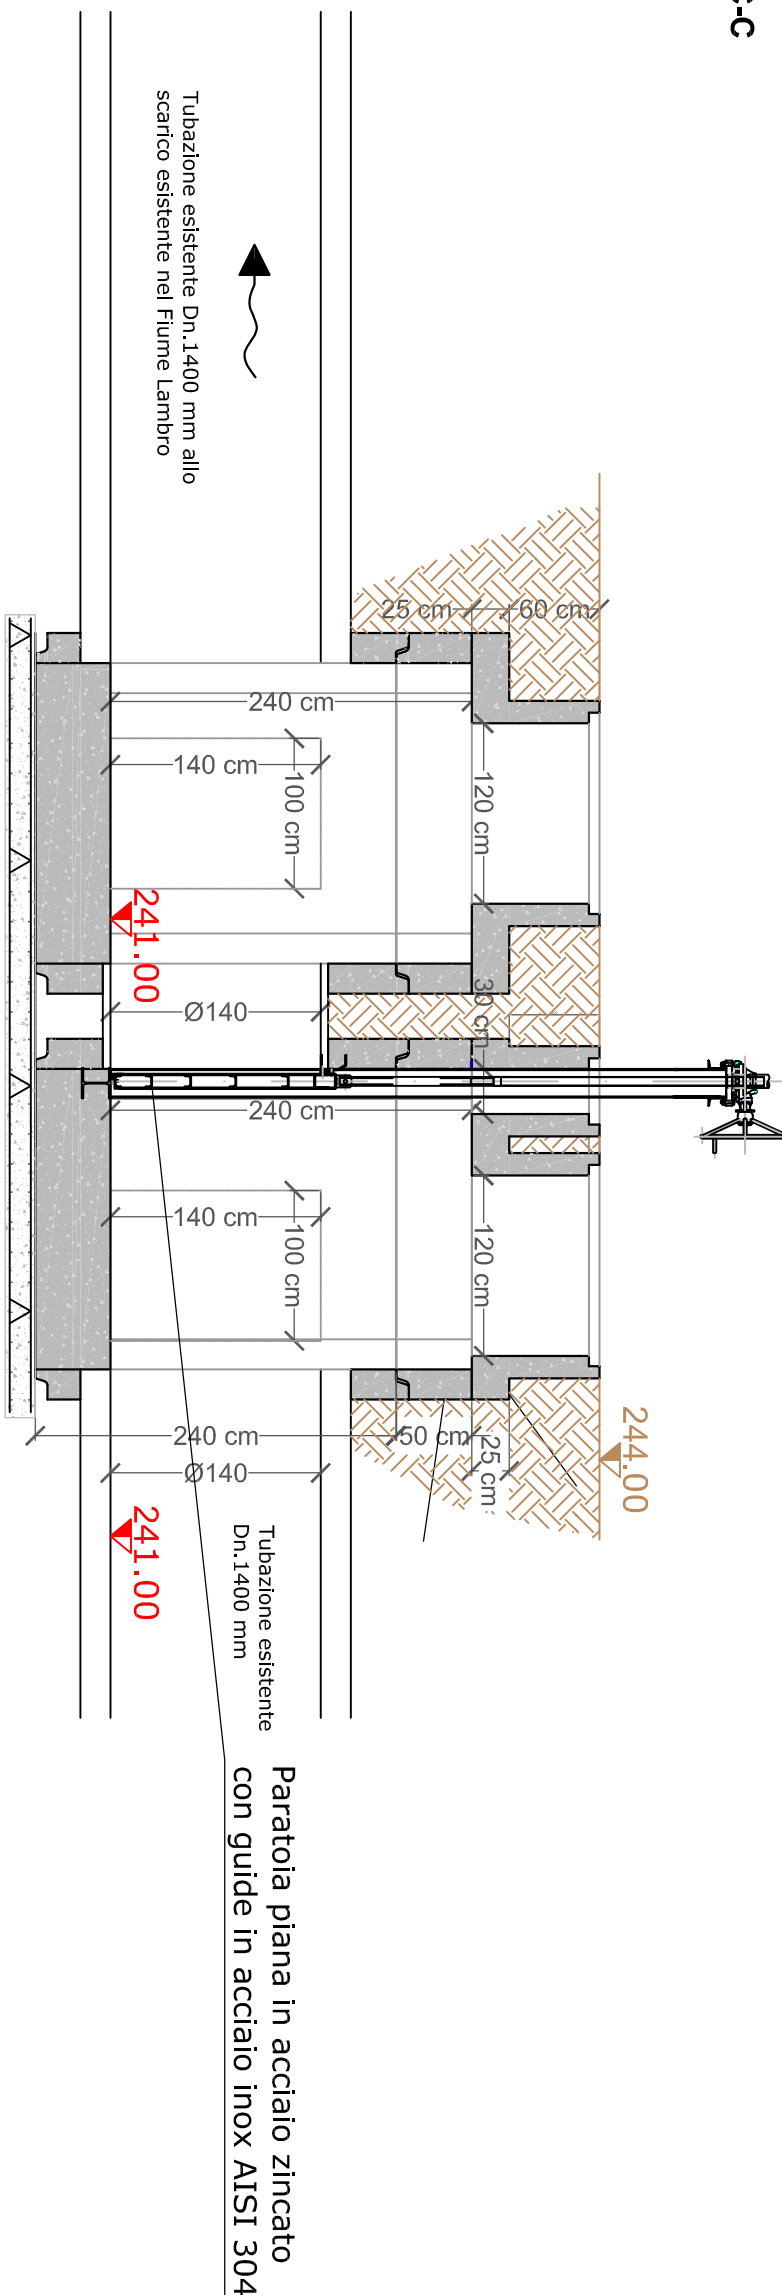 Tubazione esistente Dn.1400 mm allo
scarico esistente nel Fiume Lambro
60 cm
25 cm
240 cm
140 cm
100 cm
120 cm
241.00
Ø140
30 cm
240 cm
140 cm
100 cm
120 cm
244.00
240 cm
50 cm
25 cm
Ø140
241.00
Tubazione esistente
Dn.1400 mm
Paratoia piana in acciaio zincato
con guide in acciaio inox AISI 304